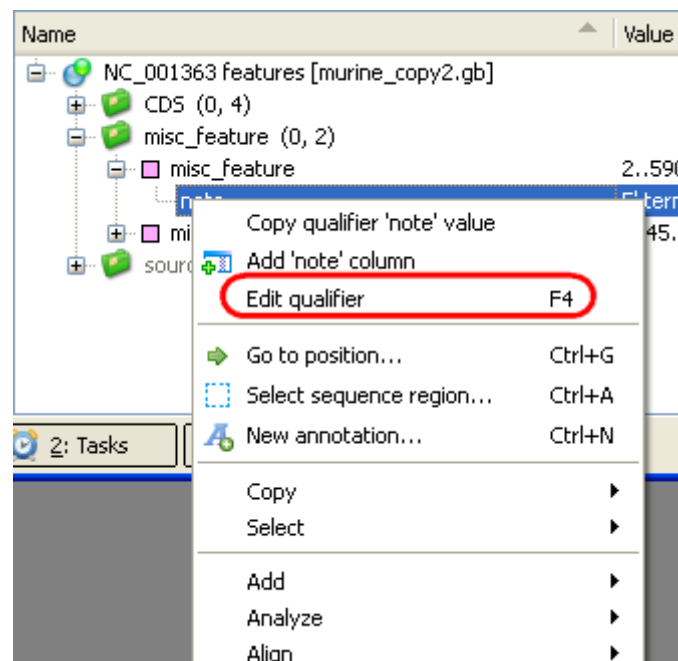 Name Value
NC_001363 features [murine_copy2.gb]
CDS (0, 4)
misc_feature (0, 2)
misc_feature 2..590
Copy qualifier 'note' value
Add 'note' column
Edit qualifier F4
Go to position... Ctrl+G
Select sequence region... Ctrl+A
2: Tasks New annotation... Ctrl+N
Copy
Select
Add
Analyze
Align